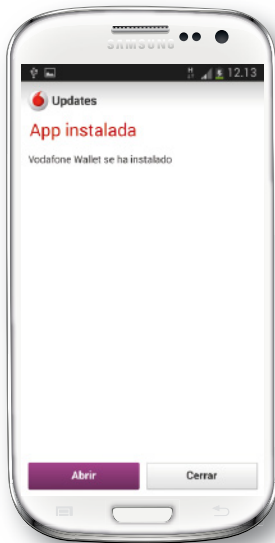 SAMSUNG
12.13
Updates
App instalada
Vodafone Wallet se ha instalado
Abrir
Cerrar